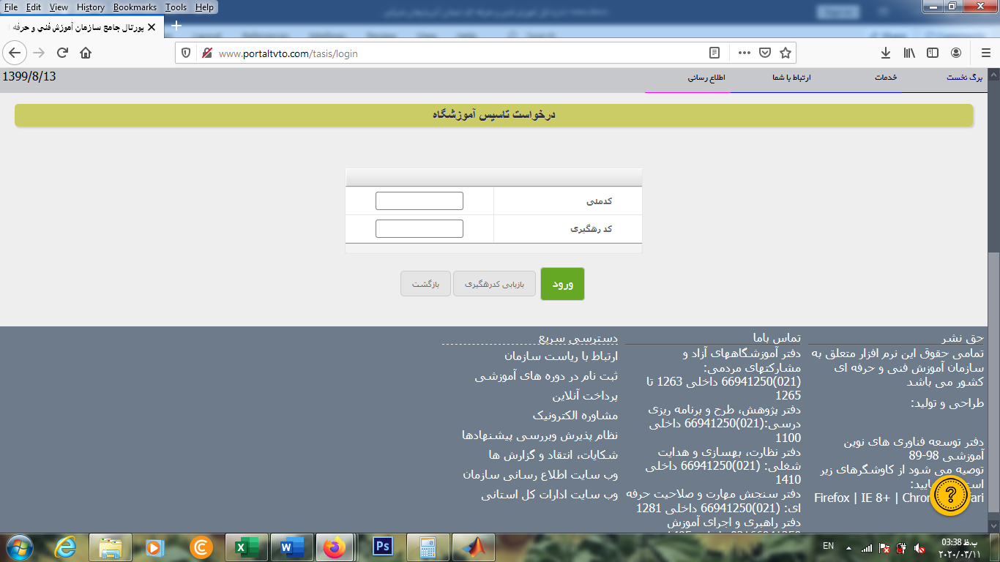 File Edit View History Bookmarks Tools Help
پورتال جامع سازمان آموزش فني و حرفه ا
www.portaltvto.com/tasis/login
1399/8/13
برگ نخست
خدمات
ارتباط با شما
اطلاع رسانی
درخواست تاسیس آموزشگاه
کدملی
کد رهگیری
ورود
بازیابی کدرهگیری
بازگشت
حق نشر
تمامی حقوق این نرم افزار متعلق به
سازمان آموزش فنی و حرفه ای
کشور می باشد
طراحی و تولید:
دفتر توسعه فناوری های نوین
آموزشی 98-89
توصیه می شود از کاوشگرهای زیر
Firefox | IE 8+ |
تماس باما
دفتر آموزشگاههای آزاد و
مشارکتهای مردمی:
(021)66941250 داخلی 1263 تا
1265
دفتر پژوهش، طرح و برنامه ریزی
درسی:(021)66941250 داخلی
1100
دفتر نظارت، بهسازی و هدایت
شغلی: (021)66941250 داخلی
1410
دفتر سنجش مهارت و صلاحیت حرفه
ای: (021)66941250 داخلی 1281
دفتر راهبری و اجرای آموزش
دسترسی سریع
ارتباط با ریاست سازمان
ثبت نام در دوره های آموزشی
پرداخت آنلاین
مشاوره الکترونیک
نظام پذیرش وبررسی پیشنهادها
شکایات، انتقاد و گزارش ها
وب سایت اطلاع رسانی سازمان
وب سایت ادارات کل استانی
?
Ps
EN
03:38 ب.ظ
۲۰۲۰/۰۳/۱۱